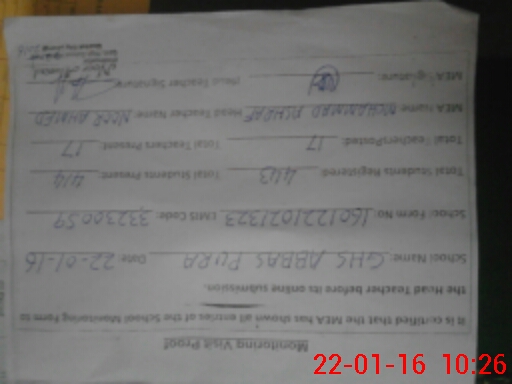 Monitoring Visit Proof
It is certified that the MEA has shown all entries of the School Monitoring Form to
the Head Teacher before its online submission.
School Name: GHS ABBAS PURA Date: 22-01-16
School Form No: 1601221021323 EMIS Code: 33230059
Total Students Registered: 443 Total Students Present: 414
Total Teachers Posted: 17 Total Teachers Present: 17
MEA Name: MUHAMMAD ASHRAF Head Teacher Name: NOOR AHMED
MEA Signature: Head Teacher Signature:
22-01-16 10:26